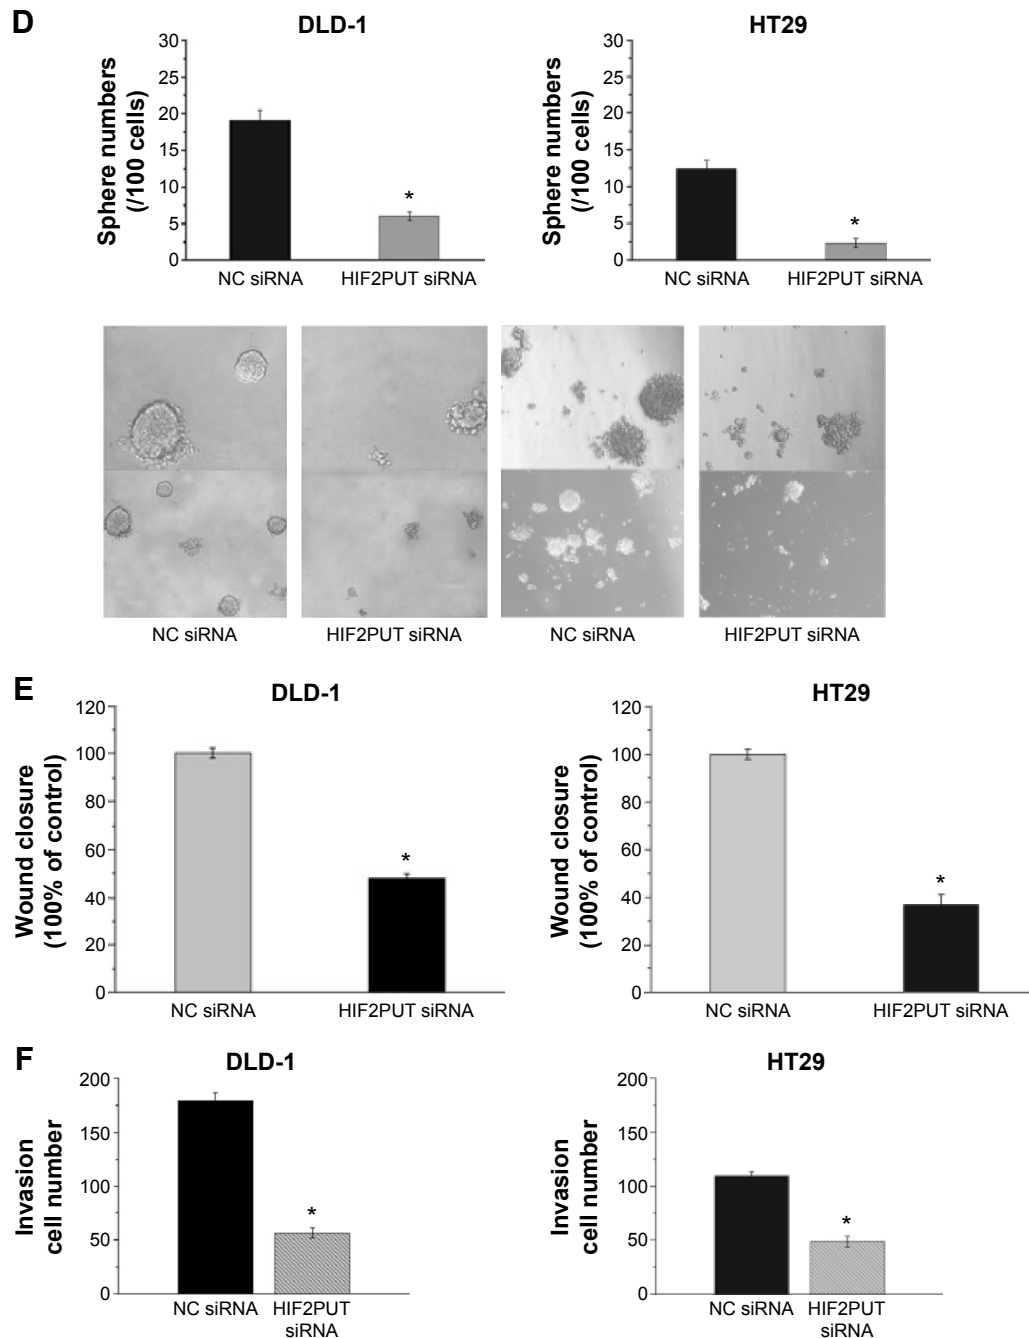 D
DLD-1
HT29
Sphere numbers
(/100 cells)
30
25
20
15
10
5
0
*
NC siRNA
HIF2PUT siRNA
Sphere numbers
(/100 cells)
30
25
20
15
10
5
0
*
NC siRNA
HIF2PUT siRNA
NC siRNA
HIF2PUT siRNA
NC siRNA
HIF2PUT siRNA
E
DLD-1
HT29
Wound closure
(100% of control)
120
100
80
60
40
20
0
*
NC siRNA
HIF2PUT siRNA
Wound closure
(100% of control)
120
100
80
60
40
20
0
*
NC siRNA
HIF2PUT siRNA
F
DLD-1
HT29
Invasion
cell number
200
150
100
50
0
*
NC siRNA
HIF2PUT
siRNA
Invasion
cell number
200
150
100
50
0
*
NC siRNA
HIF2PUT
siRNA